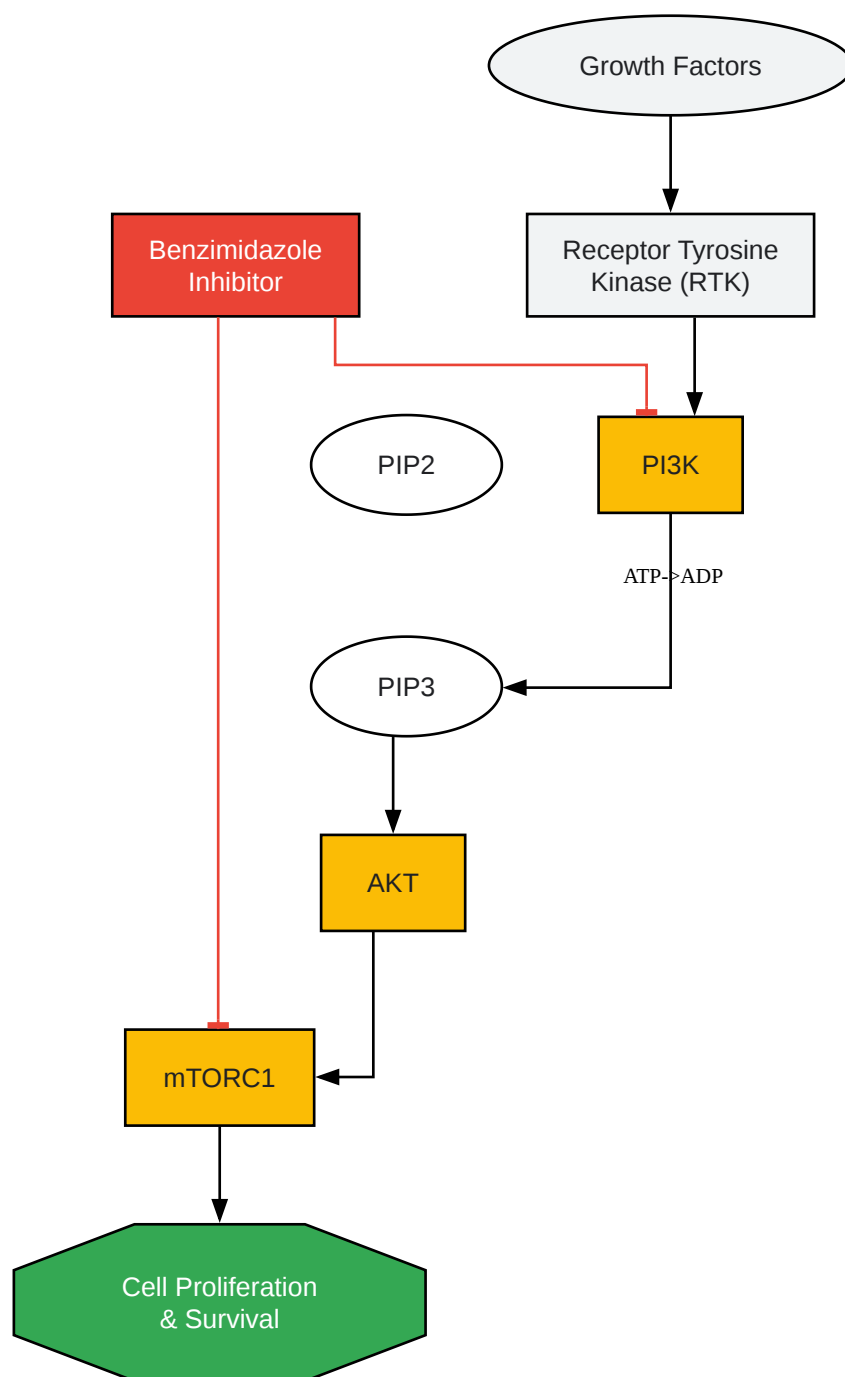 Growth Factors
Benzimidazole
Inhibitor
Receptor Tyrosine
Kinase (RTK)
PIP2
PI3K
ATP->ADP
PIP3
AKT
mTORC1
Cell Proliferation
& Survival